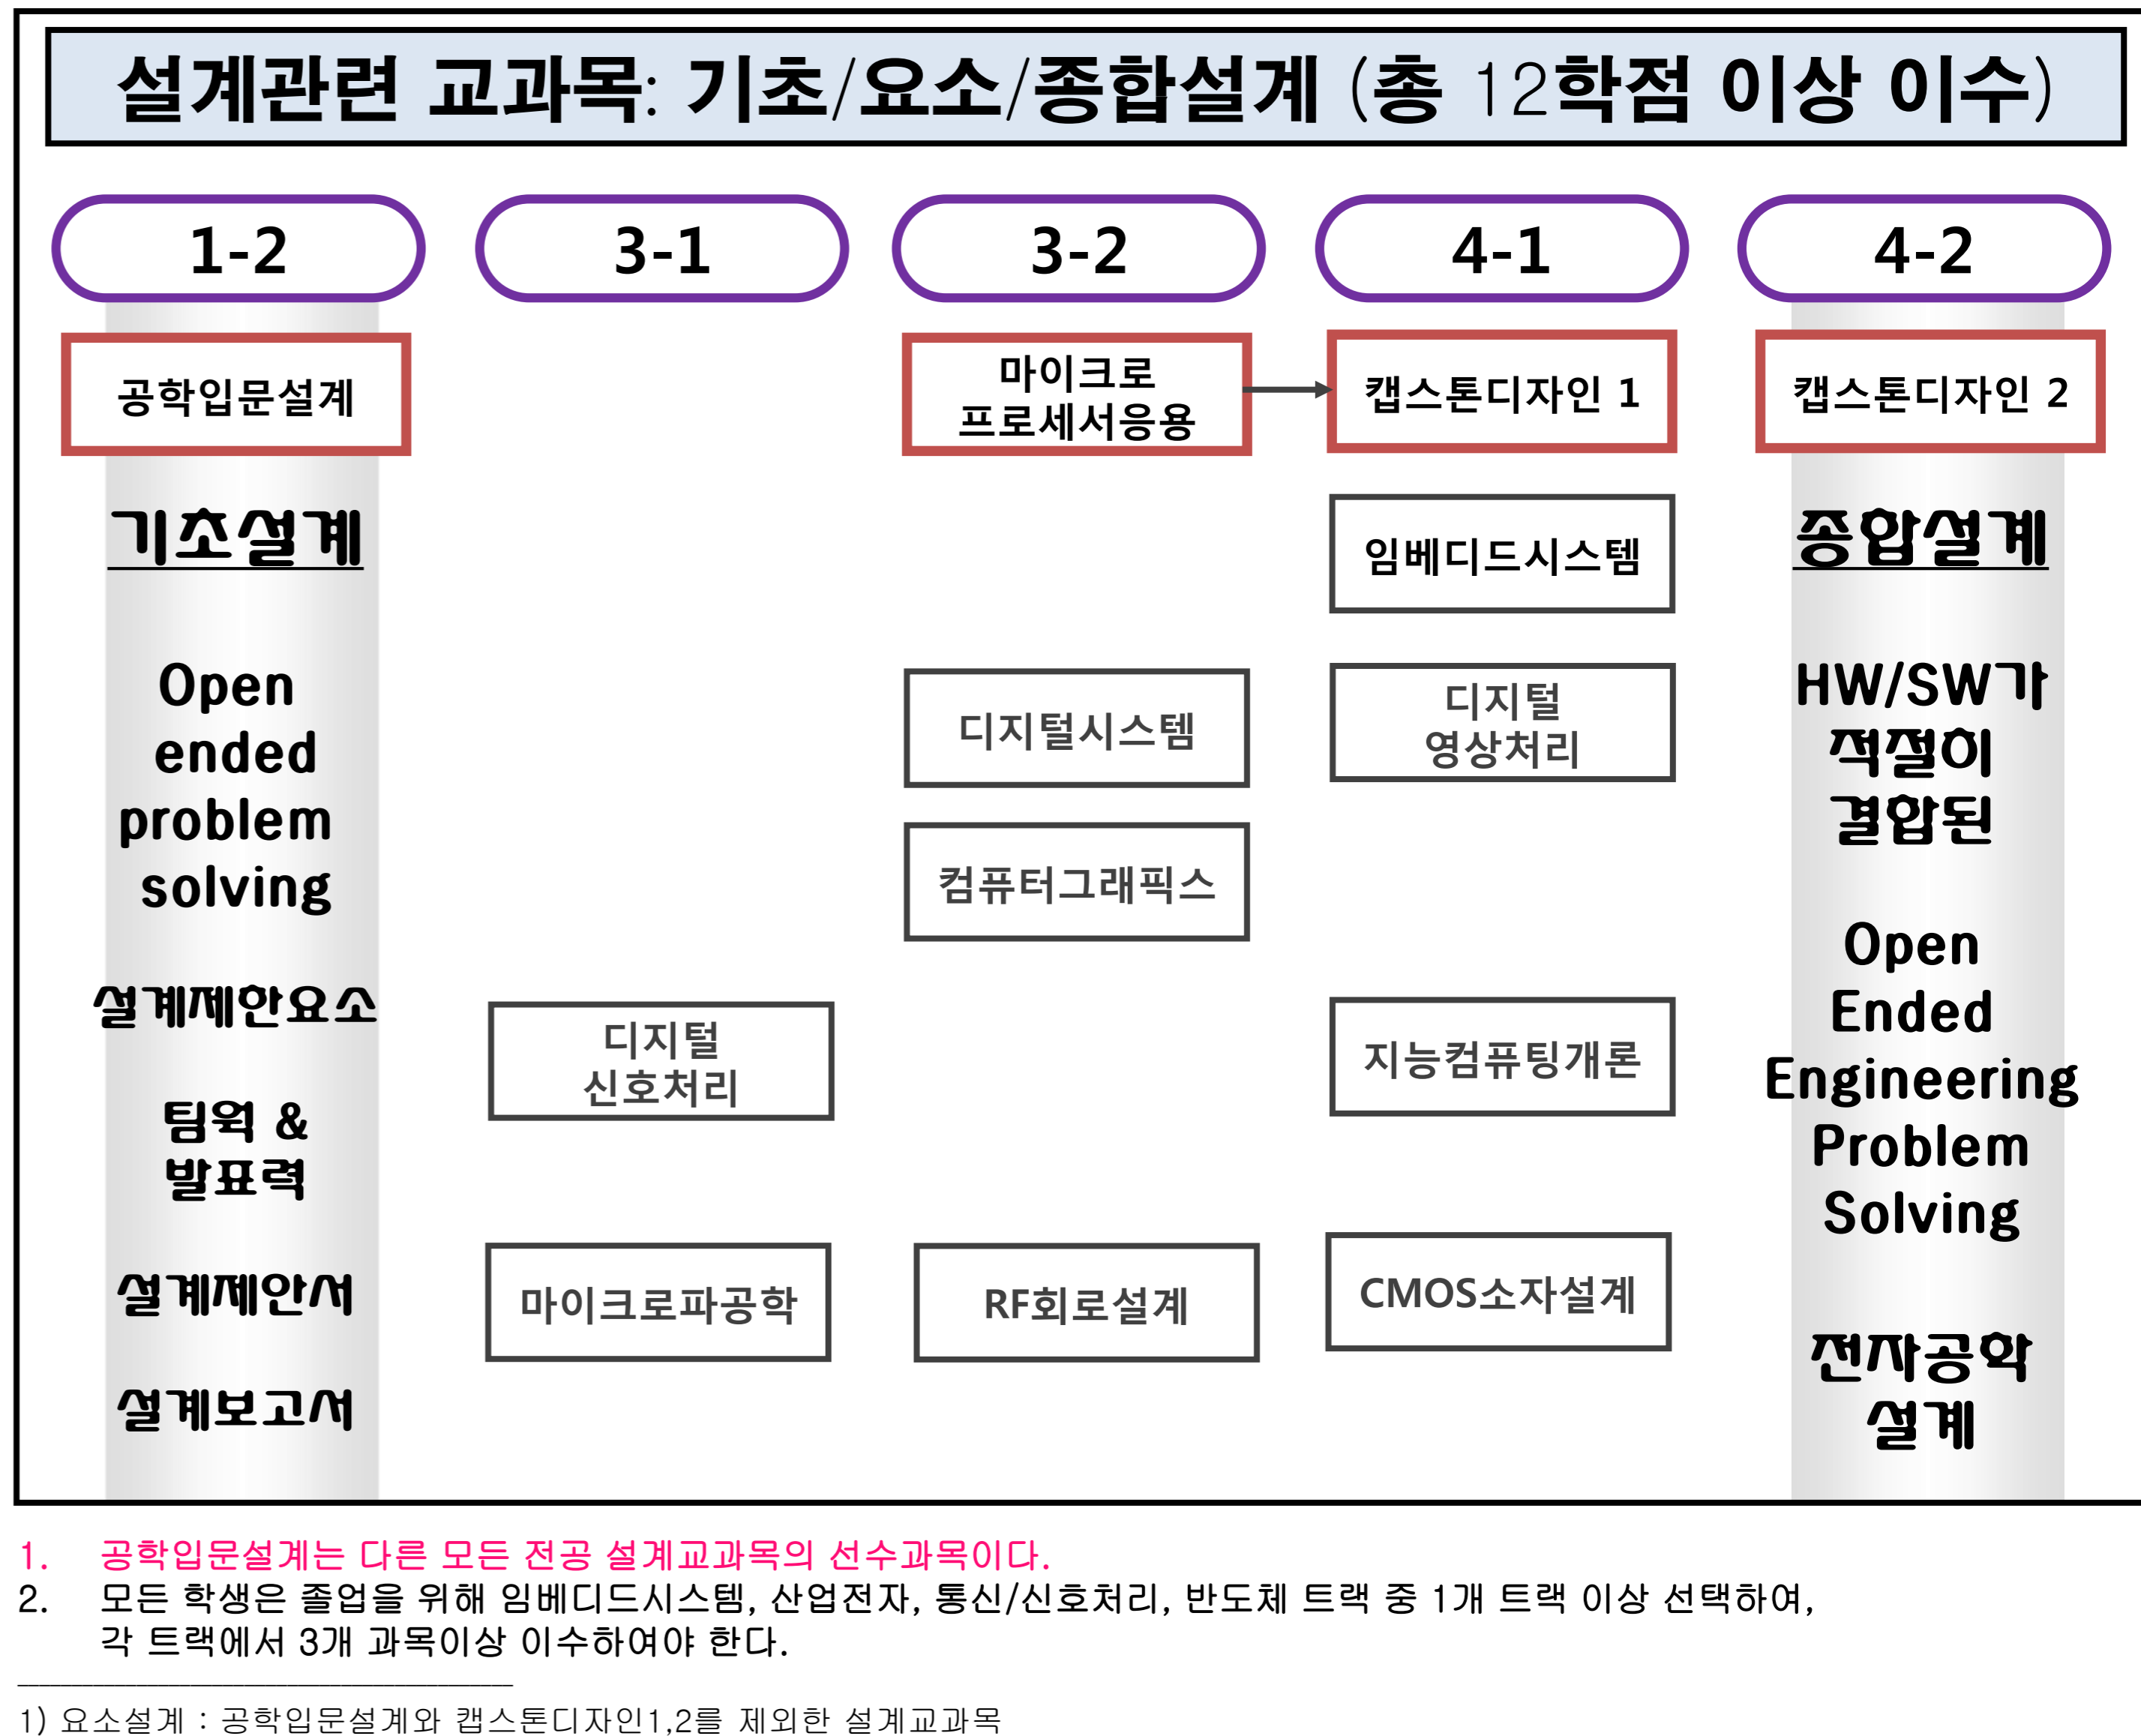 설계관련 교과목: 기초/요소/종합설계 (총 12학점 이상 이수)
1-2
3-1
3-2
4-1
4-2
공학입문설계
마이크로
프로세서응용
캡스톤디자인 1
캡스톤디자인 2
기초설계
Open
ended
problem
solving
설계제한요소
팀웍 &
발표력
설계제안서
설계보고서
디지털
신호처리
마이크로파공학
디지털시스템
컴퓨터그래픽스
RF회로설계
임베디드시스템
디지털
영상처리
지능컴퓨팅개론
CMOS소자설계
종합설계
HW/SW가
적절히
결합된
Open
Ended
Engineering
Problem
Solving
전자공학
설계
1. 공학입문설계는 다른 모든 전공 설계교과목의 선수과목이다.
2. 모든 학생은 졸업을 위해 임베디드시스템, 산업전자, 통신/신호처리, 반도체 트랙 중 1개 트랙 이상 선택하여,
각 트랙에서 3개 과목이상 이수하여야 한다.
1) 요소설계 : 공학입문설계와 캡스톤디자인1,2를 제외한 설계교과목